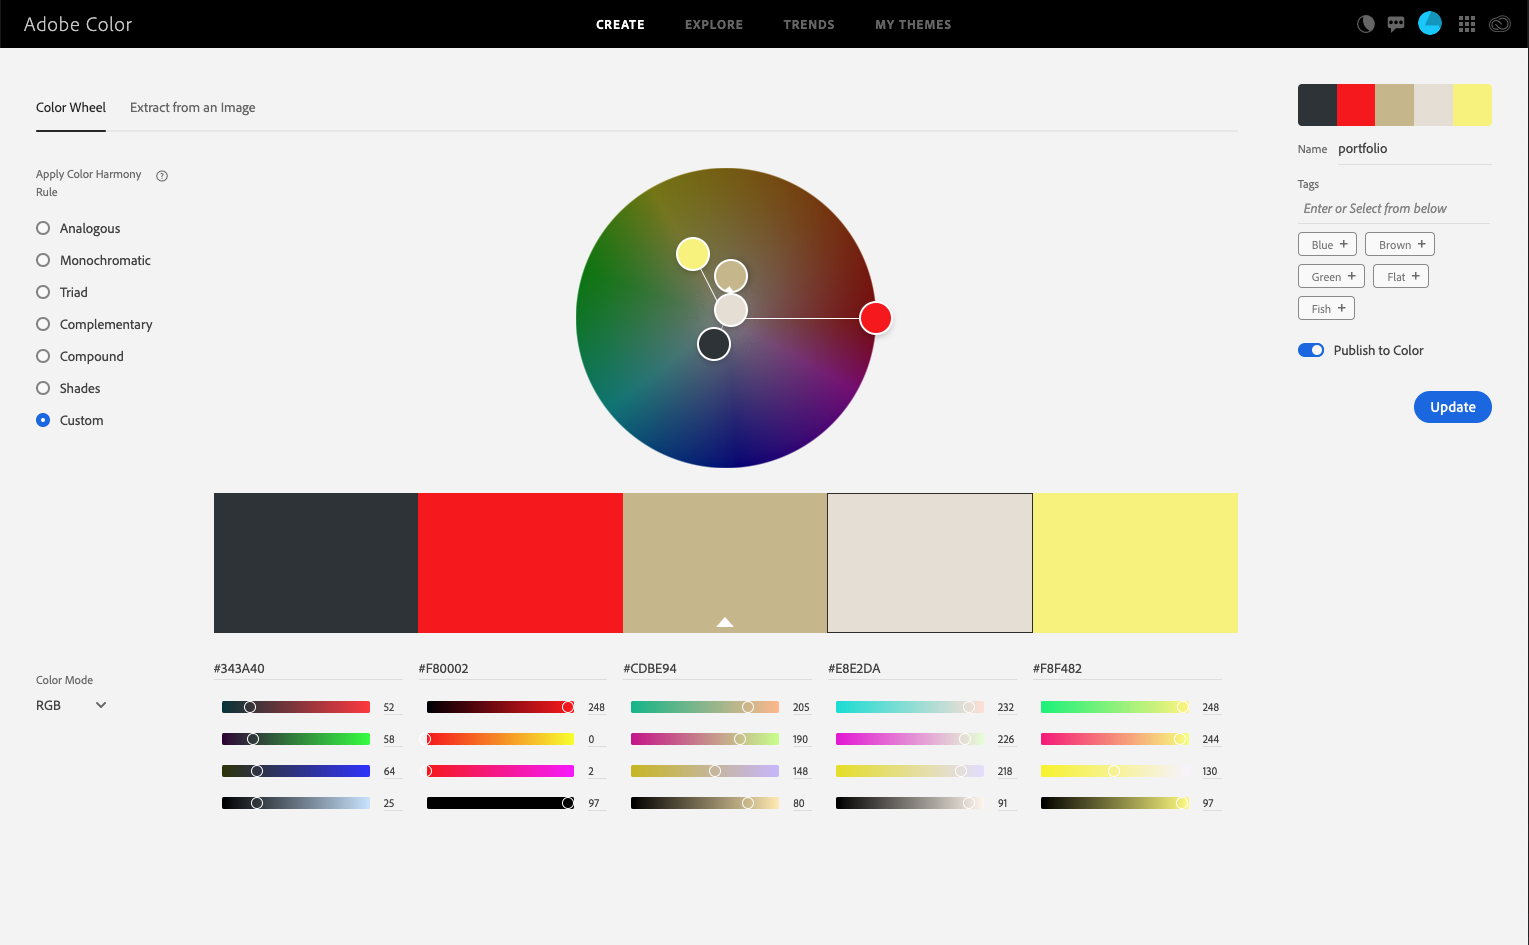 Adobe Color
CREATE EXPLORE TRENDS MY THEMES
Color Wheel Extract from an Image
Apply Color Harmony
Rule
?
Analogous
Monochromatic
Triad
Complementary
Compound
Shades
Custom
Name portfolio
Tags
Enter or Select from below
Blue + Brown +
Green + Flat +
Fish +
Publish to Color
Update
Color Mode
RGB
#343A40 #F80002 #CDBE94 #E8E2DA #F8F482
52 248 205 232 248
58 0 190 226 244
64 2 148 218 130
25 97 80 91 97